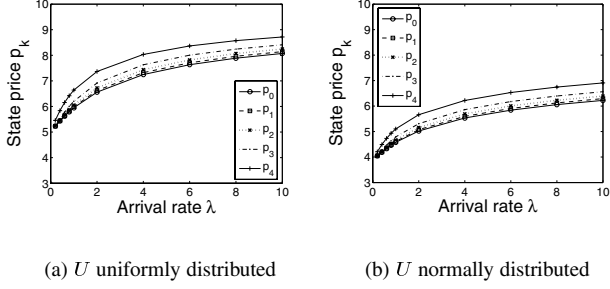 10
9
8
7
6
5
4
3
State price p_k
0
2
4
6
8
10
Arrival rate λ
p_0
p_1
p_2
p_3
p_4
(a) U uniformly distributed
10
9
8
7
6
5
4
3
State price p_k
p_0
p_1
p_2
p_3
p_4
0
2
4
6
8
10
Arrival rate λ
(b) U normally distributed